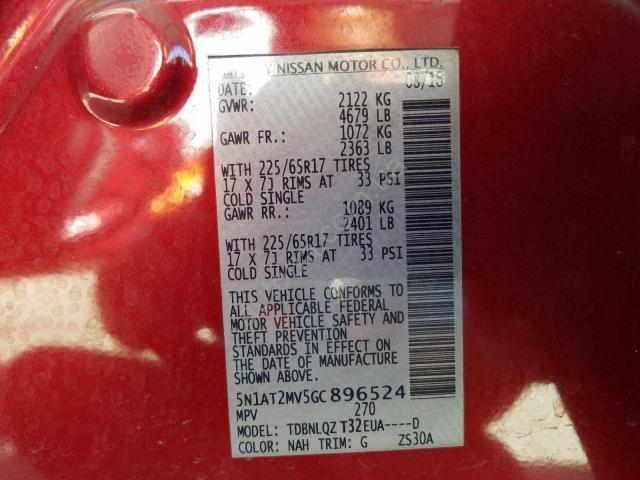 NISSAN MOTOR CO., LTD.
DATE: 08/16
GVWR: 2122 KG
4679 LB
GAWR FR.: 1072 KG
2363 LB
WITH 225/65R17 TIRES
17 X 7J RIMS AT 33 PSI
COLD SINGLE
GAWR RR.: 1089 KG
2401 LB
WITH 225/65R17 TIRES
17 X 7J RIMS AT 33 PSI
COLD SINGLE
THIS VEHICLE CONFORMS TO
ALL APPLICABLE FEDERAL
MOTOR VEHICLE SAFETY AND
THEFT PREVENTION
STANDARDS IN EFFECT ON
THE DATE OF MANUFACTURE
SHOWN ABOVE.
5N1AT2MV5GC896524
MPV 270
MODEL: TDBNLQZ T32EUA----D
COLOR: NAH TRIM: G ZS30A